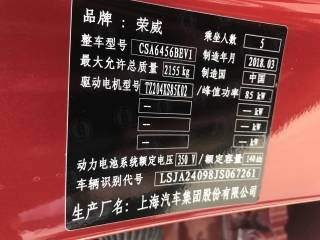 品牌：荣威 乘坐人数 5
整车型号 CSA6456BEV1 制造年月 2018.03
最大允许总质量 2155 kg 制造国 中国
驱动电机型号 TZ204XS85K02 /峰值功率 85 kW
— /— kW
— /— kW
— /— kW
动力电池系统额定电压 350 V /额定容量 140 Ah
车辆识别代号 LSJA24098JS067261
生产厂名：上海汽车集团股份有限公司